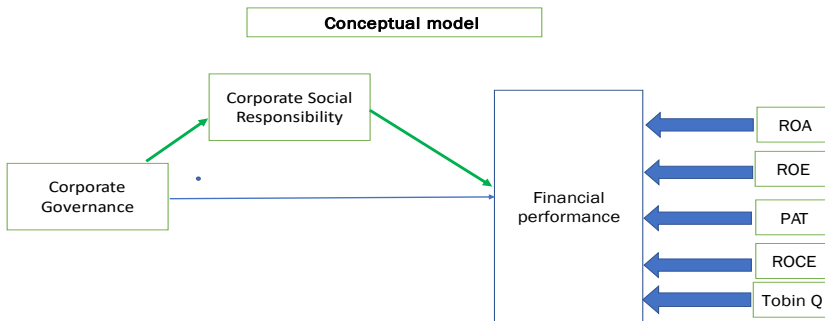 Conceptual model
Corporate Social
Responsibility
Corporate
Governance
Financial
performance
ROA
ROE
PAT
ROCE
Tobin Q